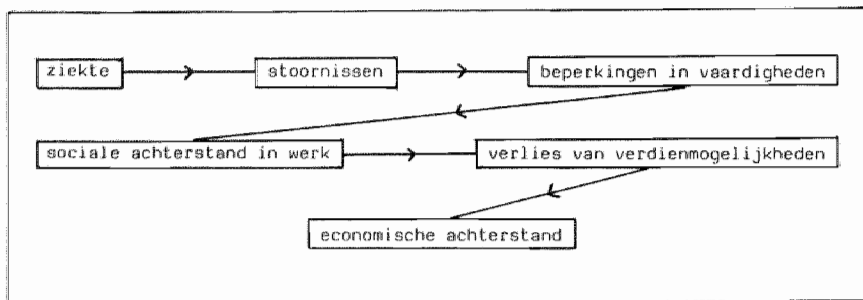 ziekte
stoornissen
beperkingen in vaardigheden
sociale achterstand in werk
verlies van verdienmogelijkheden
economische achterstand